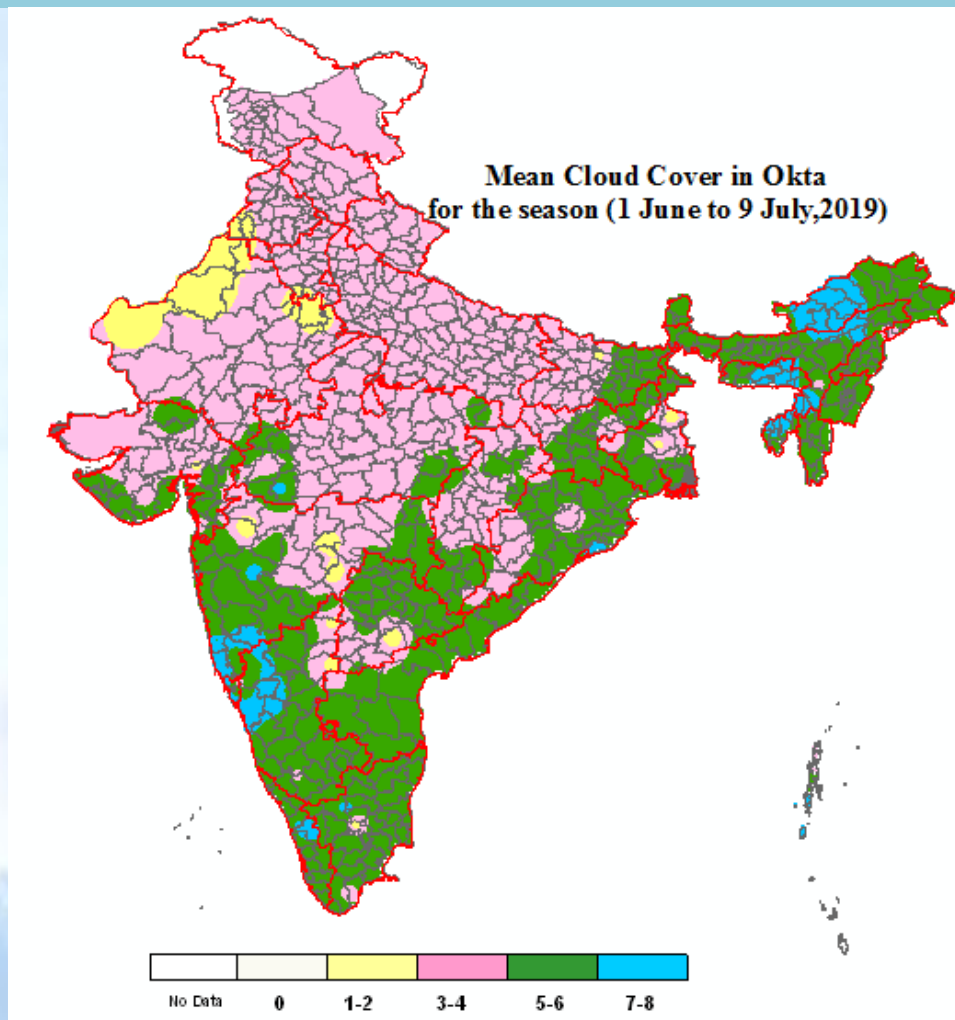 Mean Cloud Cover in Okta
for the season (1 June to 9 July,2019)
No Data 0 1-2 3-4 5-6 7-8